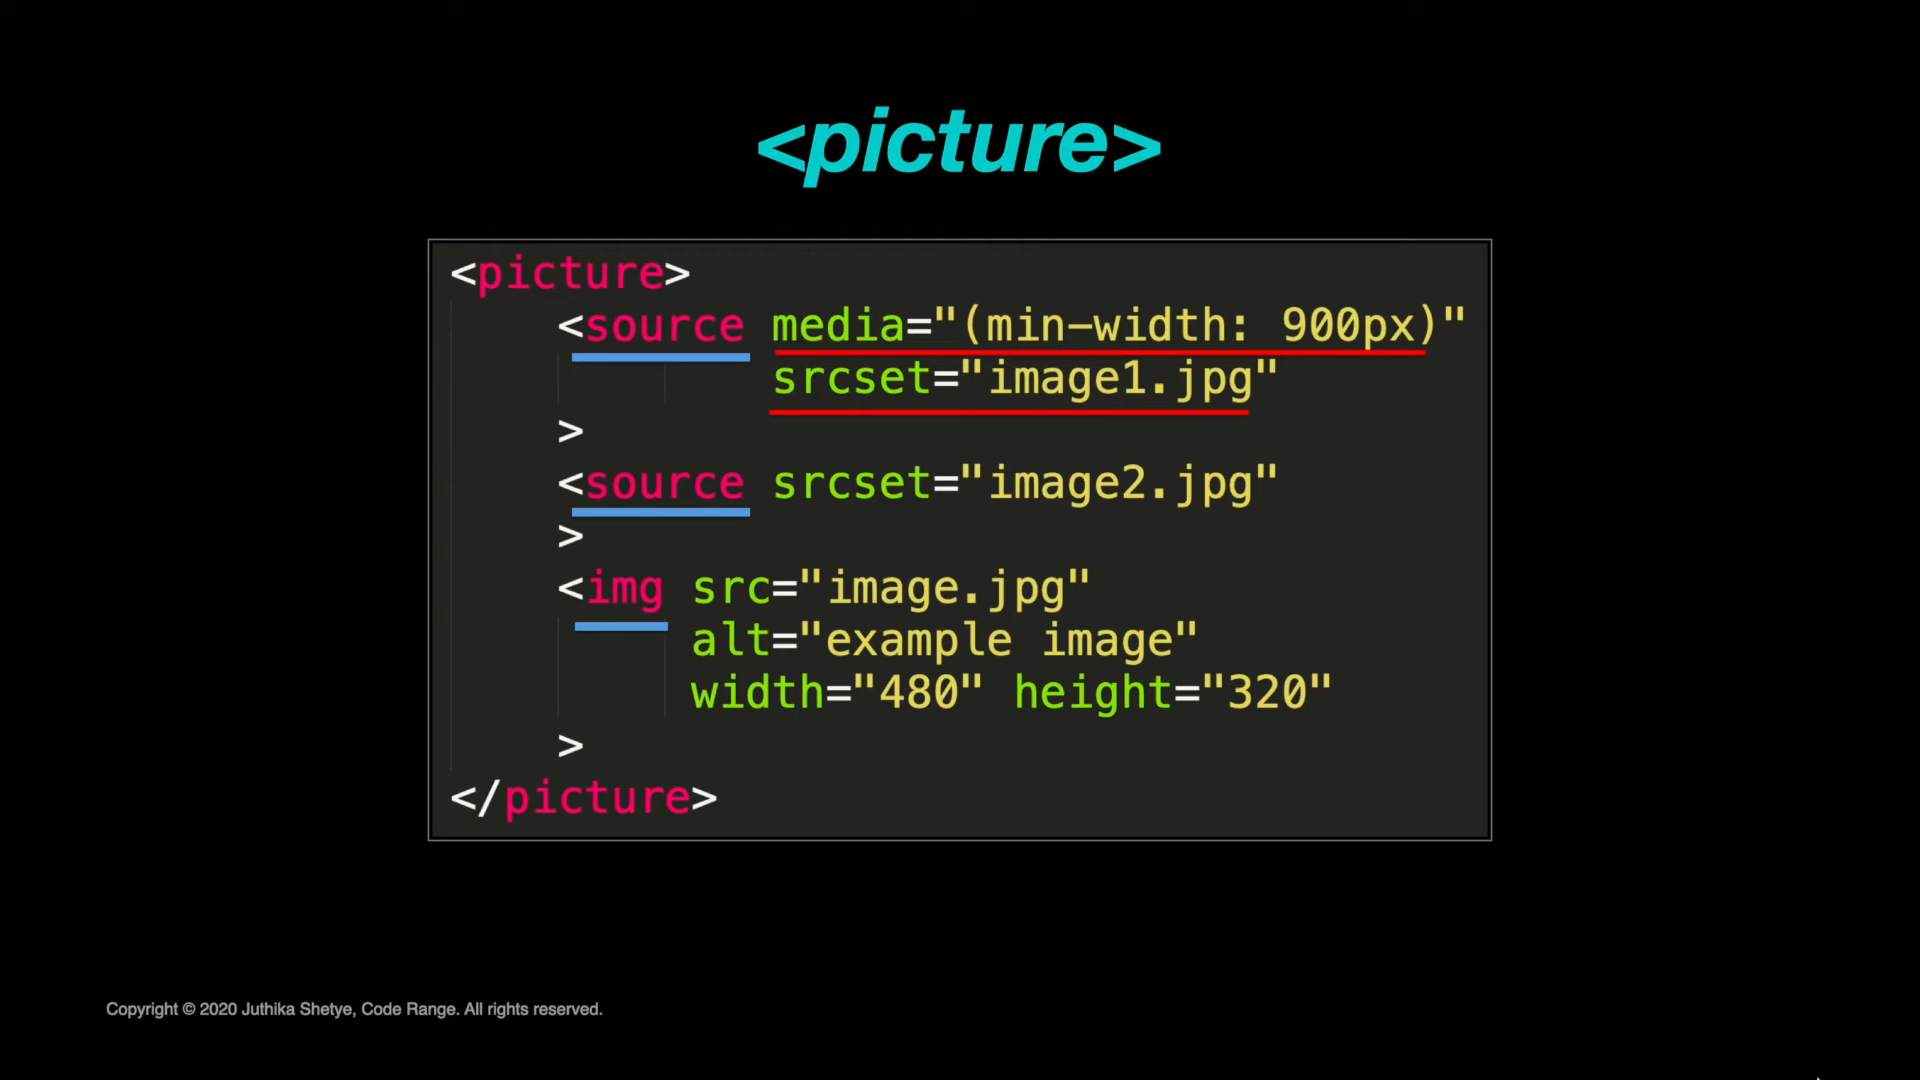 <picture>
<picture>
<source media="(min-width: 900px)"
srcset="image1.jpg"
>
<source srcset="image2.jpg"
>
<img src="image.jpg"
alt="example image"
width="480" height="320"
>
</picture>
Copyright © 2020 Juthika Shetye, Code Range. All rights reserved.